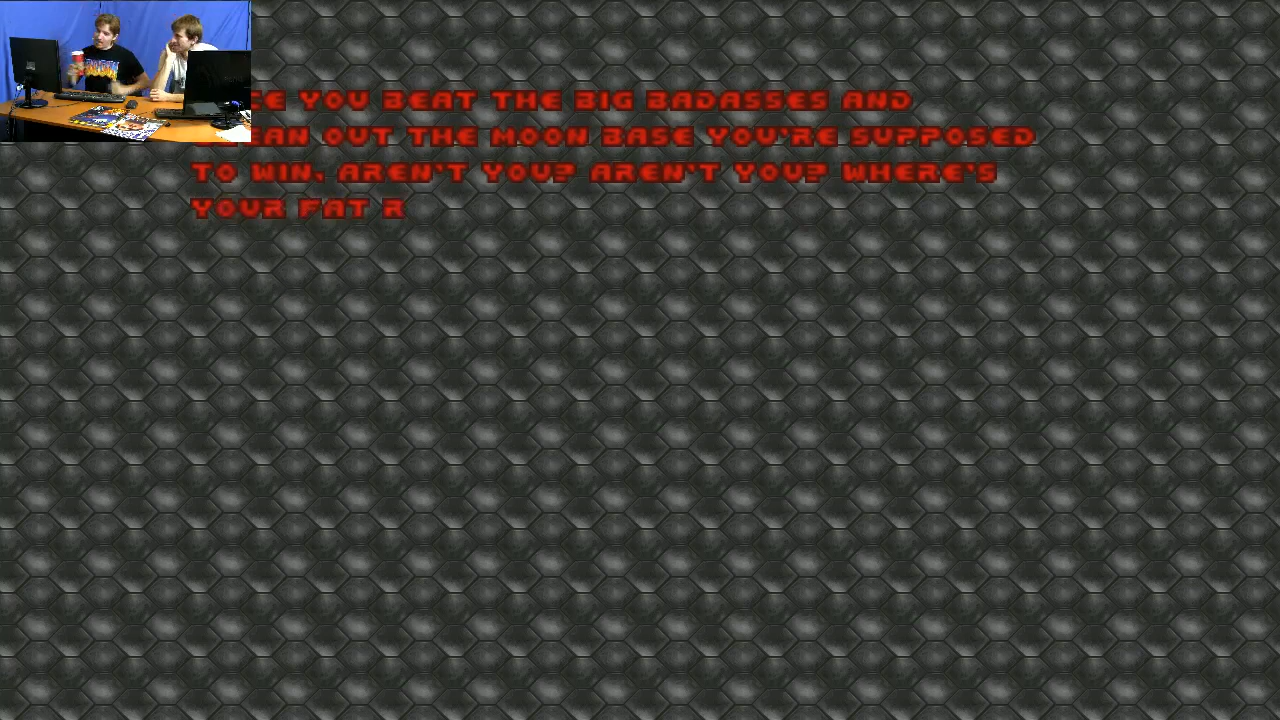 YOU BEAT THE BIG BADASSES AND
OUT THE MOON BASE YOU'RE SUPPOSED
TO WIN, AREN'T YOU? AREN'T YOU? WHERE'S
YOUR FAT R